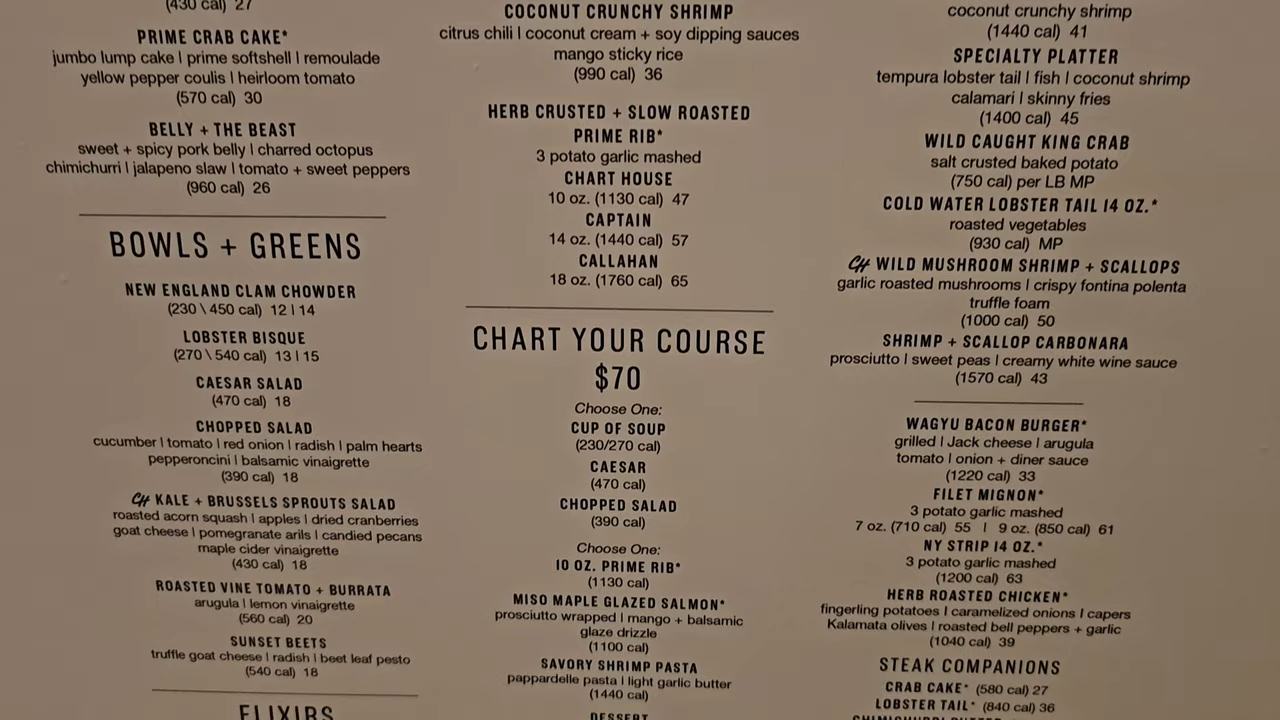 (430 cal) 27
PRIME CRAB CAKE*
jumbo lump cake | prime softshell | remoulade
yellow pepper coulis | heirloom tomato
(570 cal) 30
BELLY + THE BEAST
sweet + spicy pork belly | charred octopus
chimichurri | jalapeno slaw | tomato + sweet peppers
(960 cal) 26
BOWLS + GREENS
NEW ENGLAND CLAM CHOWDER
(230 \ 450 cal) 12 | 14
LOBSTER BISQUE
(270 \ 540 cal) 13 | 15
CAESAR SALAD
(470 cal) 18
CHOPPED SALAD
cucumber | tomato | red onion | radish | palm hearts
pepperoncini | balsamic vinaigrette
(390 cal) 18
CH KALE + BRUSSELS SPROUTS SALAD
roasted acorn squash | apples | dried cranberries
goat cheese | pomegranate arils | candied pecans
maple cider vinaigrette
(430 cal) 18
ROASTED VINE TOMATO + BURRATA
arugula | lemon vinaigrette
(560 cal) 20
SUNSET BEETS
truffle goat cheese | radish | beet leaf pesto
(540 cal) 18
ELIXIRS
COCONUT CRUNCHY SHRIMP
citrus chili | coconut cream + soy dipping sauces
mango sticky rice
(990 cal) 36
HERB CRUSTED + SLOW ROASTED
PRIME RIB*
3 potato garlic mashed
CHART HOUSE
10 oz. (1130 cal) 47
CAPTAIN
14 oz. (1440 cal) 57
CALLAHAN
18 oz. (1760 cal) 65
CHART YOUR COURSE
$70
Choose One:
CUP OF SOUP
(230/270 cal)
CAESAR
(470 cal)
CHOPPED SALAD
(390 cal)
Choose One:
10 OZ. PRIME RIB*
(1130 cal)
MISO MAPLE GLAZED SALMON*
prosciutto wrapped | mango + balsamic
glaze drizzle
(1100 cal)
SAVORY SHRIMP PASTA
pappardelle pasta | light garlic butter
(1440 cal)
DESSERT
coconut crunchy shrimp
(1440 cal) 41
SPECIALTY PLATTER
tempura lobster tail | fish | coconut shrimp
calamari | skinny fries
(1400 cal) 45
WILD CAUGHT KING CRAB
salt crusted baked potato
(750 cal) per LB MP
COLD WATER LOBSTER TAIL 14 OZ.*
roasted vegetables
(930 cal) MP
CH WILD MUSHROOM SHRIMP + SCALLOPS
garlic roasted mushrooms | crispy fontina polenta
truffle foam
(1000 cal) 50
SHRIMP + SCALLOP CARBONARA
prosciutto | sweet peas | creamy white wine sauce
(1570 cal) 43
WAGYU BACON BURGER*
grilled | Jack cheese | arugula
tomato | onion + diner sauce
(1220 cal) 33
FILET MIGNON*
3 potato garlic mashed
7 oz. (710 cal) 55 | 9 oz. (850 cal) 61
NY STRIP 14 OZ.*
3 potato garlic mashed
(1200 cal) 63
HERB ROASTED CHICKEN*
fingerling potatoes | caramelized onions | capers
Kalamata olives | roasted bell peppers + garlic
(1040 cal) 39
STEAK COMPANIONS
CRAB CAKE* (580 cal) 27
LOBSTER TAIL* (840 cal) 36